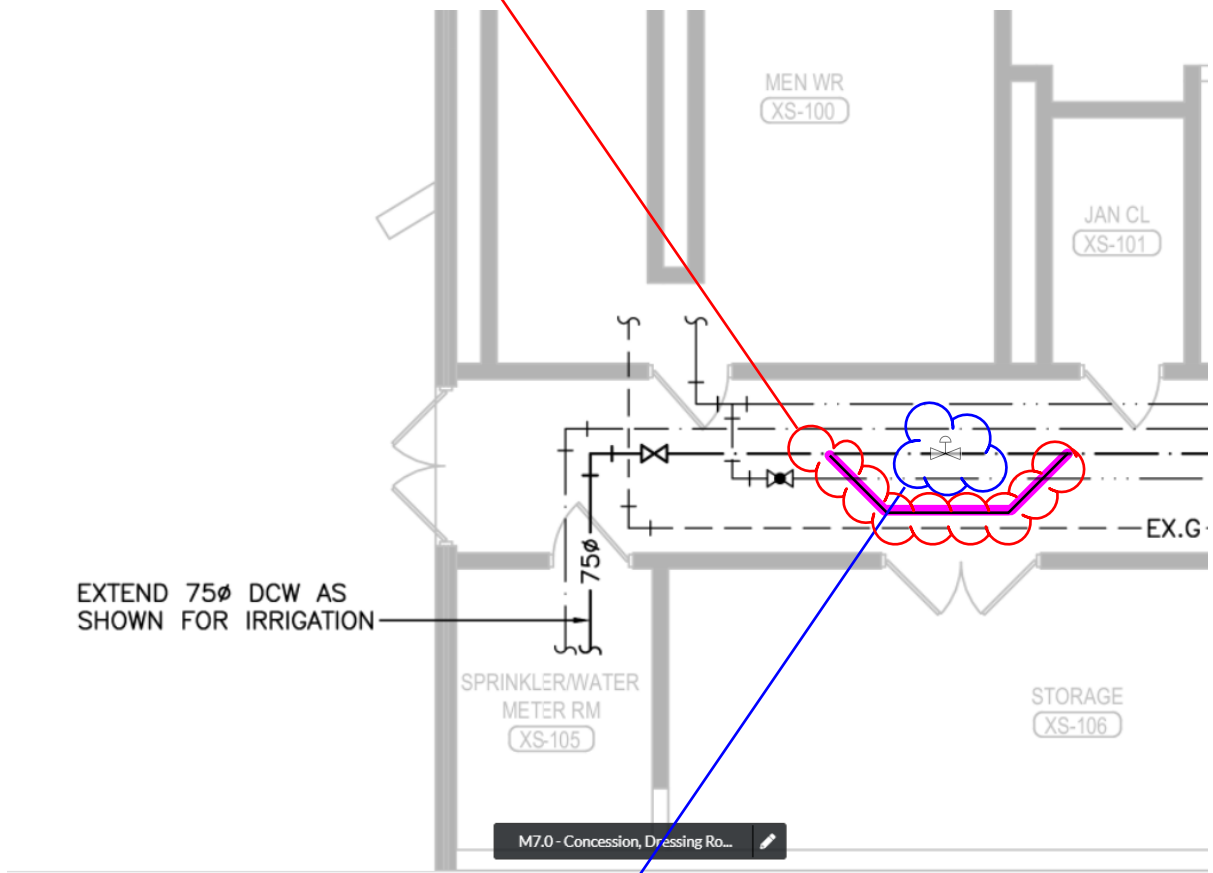 MEN WR
XS-100
JAN CL
XS-101
EX.G
75ø
EXTEND 75ø DCW AS
SHOWN FOR IRRIGATION
SPRINKLER/WATER
METER RM
XS-105
STORAGE
XS-106
M7.0 - Concession, Dressing Ro...